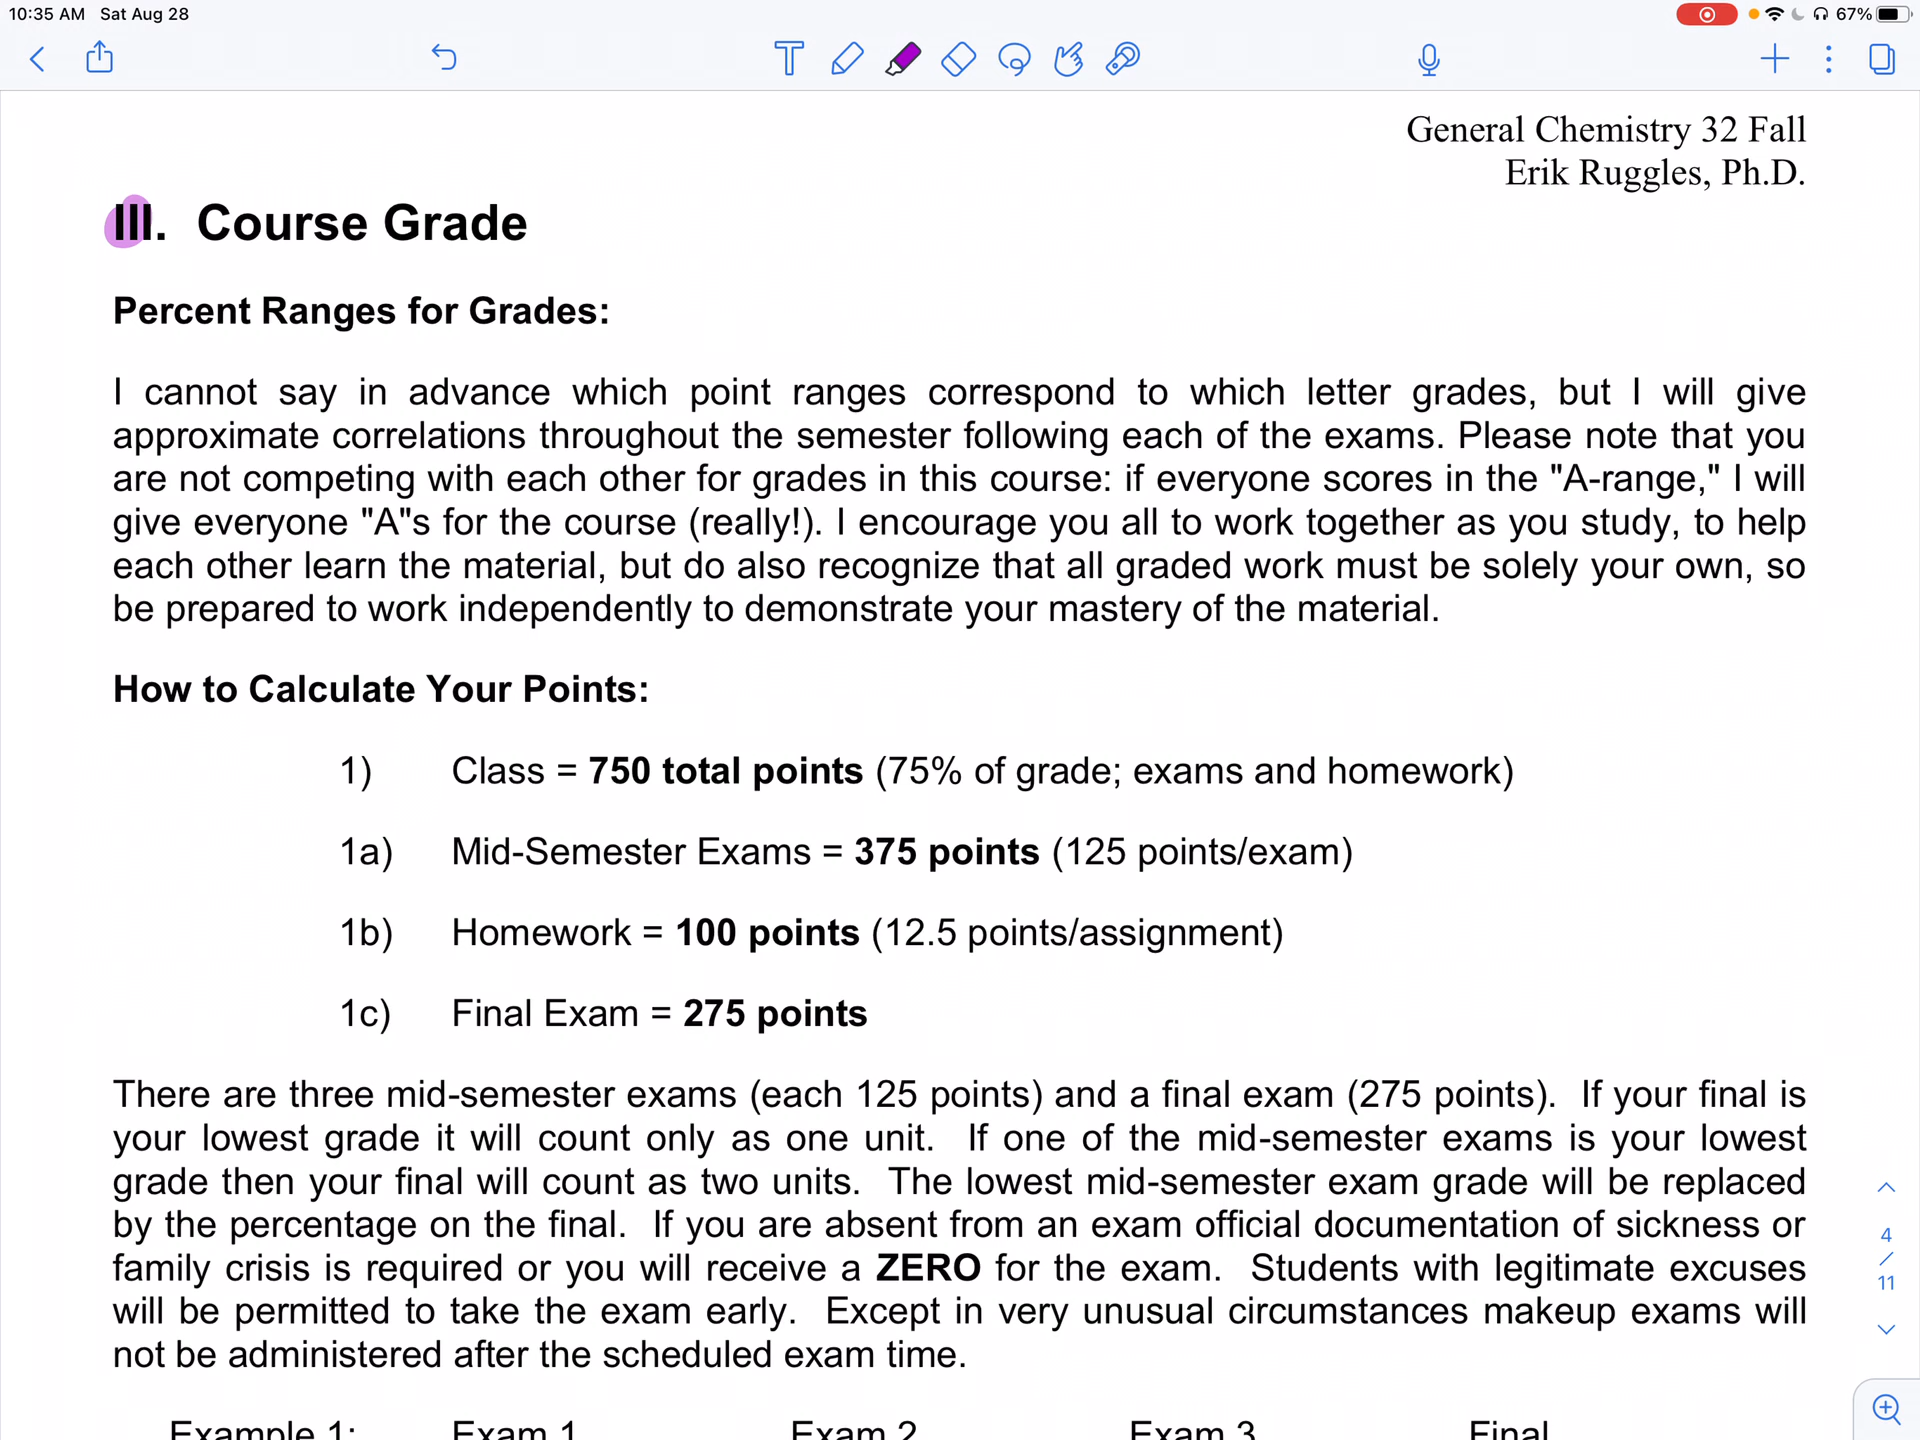 10:35 AM Sat Aug 28
67%
General Chemistry 32 Fall
Erik Ruggles, Ph.D.
III. Course Grade
Percent Ranges for Grades:
I cannot say in advance which point ranges correspond to which letter grades, but I will give
approximate correlations throughout the semester following each of the exams. Please note that you
are not competing with each other for grades in this course: if everyone scores in the "A-range," I will
give everyone "A"s for the course (really!). I encourage you all to work together as you study, to help
each other learn the material, but do also recognize that all graded work must be solely your own, so
be prepared to work independently to demonstrate your mastery of the material.
How to Calculate Your Points:
1) Class = 750 total points (75% of grade; exams and homework)
1a) Mid-Semester Exams = 375 points (125 points/exam)
1b) Homework = 100 points (12.5 points/assignment)
1c) Final Exam = 275 points
There are three mid-semester exams (each 125 points) and a final exam (275 points). If your final is
your lowest grade it will count only as one unit. If one of the mid-semester exams is your lowest
grade then your final will count as two units. The lowest mid-semester exam grade will be replaced
by the percentage on the final. If you are absent from an exam official documentation of sickness or
family crisis is required or you will receive a ZERO for the exam. Students with legitimate excuses
will be permitted to take the exam early. Except in very unusual circumstances makeup exams will
not be administered after the scheduled exam time.
Example 1: Exam 1 Exam 2 Exam 3 Final
4
/
11